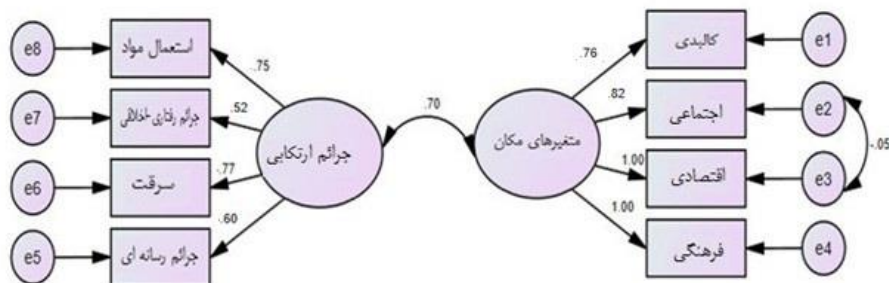 e8
استعمال مواد
.75
e7
جرائم رفتاری-اخلاقی
.52
جرائم ارتکابی
e6
سرقت
.77
e5
جرائم رسانه ای
.60
.70
متغیرهای مکان
.76
کالبدی
e1
.82
اجتماعی
e2
-.05
1.00
اقتصادی
e3
1.00
فرهنگی
e4